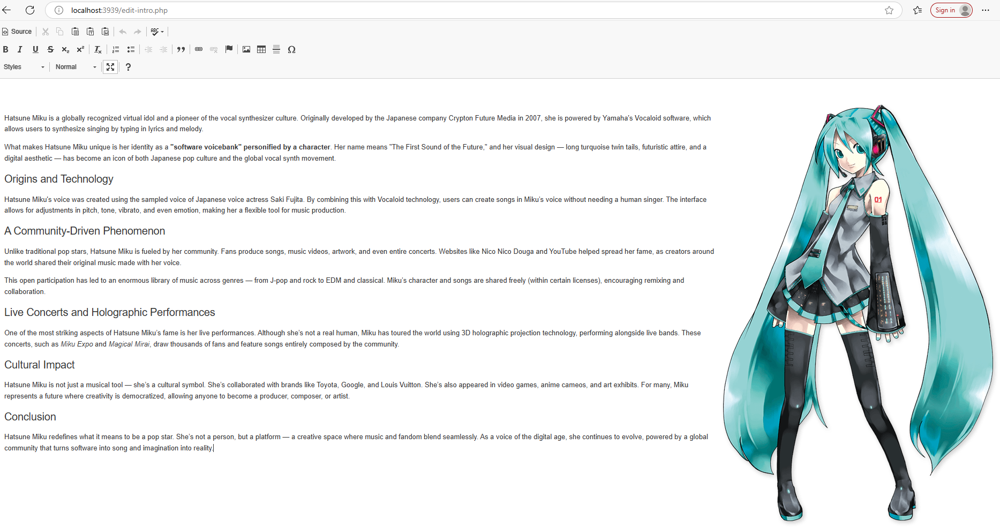 localhost:3939/edit-intro.php
Sign in
Source
ABC
B I U S x₂ x² Tx
Styles Normal ?
Hatsune Miku is a globally recognized virtual idol and a pioneer of the vocal synthesizer culture. Originally developed by the Japanese company Crypton Future Media in 2007, she is powered by Yamaha's Vocaloid software, which
allows users to synthesize singing by typing in lyrics and melody.
What makes Hatsune Miku unique is her identity as a "software voicebank" personified by a character. Her name means "The First Sound of the Future," and her visual design — long turquoise twin tails, futuristic attire, and a
digital aesthetic — has become an icon of both Japanese pop culture and the global vocal synth movement.
Origins and Technology
Hatsune Miku's voice was created using the sampled voice of Japanese voice actress Saki Fujita. By combining this with Vocaloid technology, users can create songs in Miku's voice without needing a human singer. The interface
allows for adjustments in pitch, tone, vibrato, and even emotion, making her a flexible tool for music production.
A Community-Driven Phenomenon
Unlike traditional pop stars, Hatsune Miku is fueled by her community. Fans produce songs, music videos, artwork, and even entire concerts. Websites like Nico Nico Douga and YouTube helped spread her fame, as creators around
the world shared their original music made with her voice.
This open participation has led to an enormous library of music across genres — from J-pop and rock to EDM and classical. Miku's character and songs are shared freely (within certain licenses), encouraging remixing and
collaboration.
Live Concerts and Holographic Performances
One of the most striking aspects of Hatsune Miku's fame is her live performances. Although she's not a real human, Miku has toured the world using 3D holographic projection technology, performing alongside live bands. These
concerts, such as Miku Expo and Magical Mirai, draw thousands of fans and feature songs entirely composed by the community.
Cultural Impact
Hatsune Miku is not just a musical tool — she's a cultural symbol. She's collaborated with brands like Toyota, Google, and Louis Vuitton. She's also appeared in video games, anime cameos, and art exhibits. For many, Miku
represents a future where creativity is democratized, allowing anyone to become a producer, composer, or artist.
Conclusion
Hatsune Miku redefines what it means to be a pop star. She's not a person, but a platform — a creative space where music and fandom blend seamlessly. As a voice of the digital age, she continues to evolve, powered by a global
community that turns software into song and imagination into reality.
01